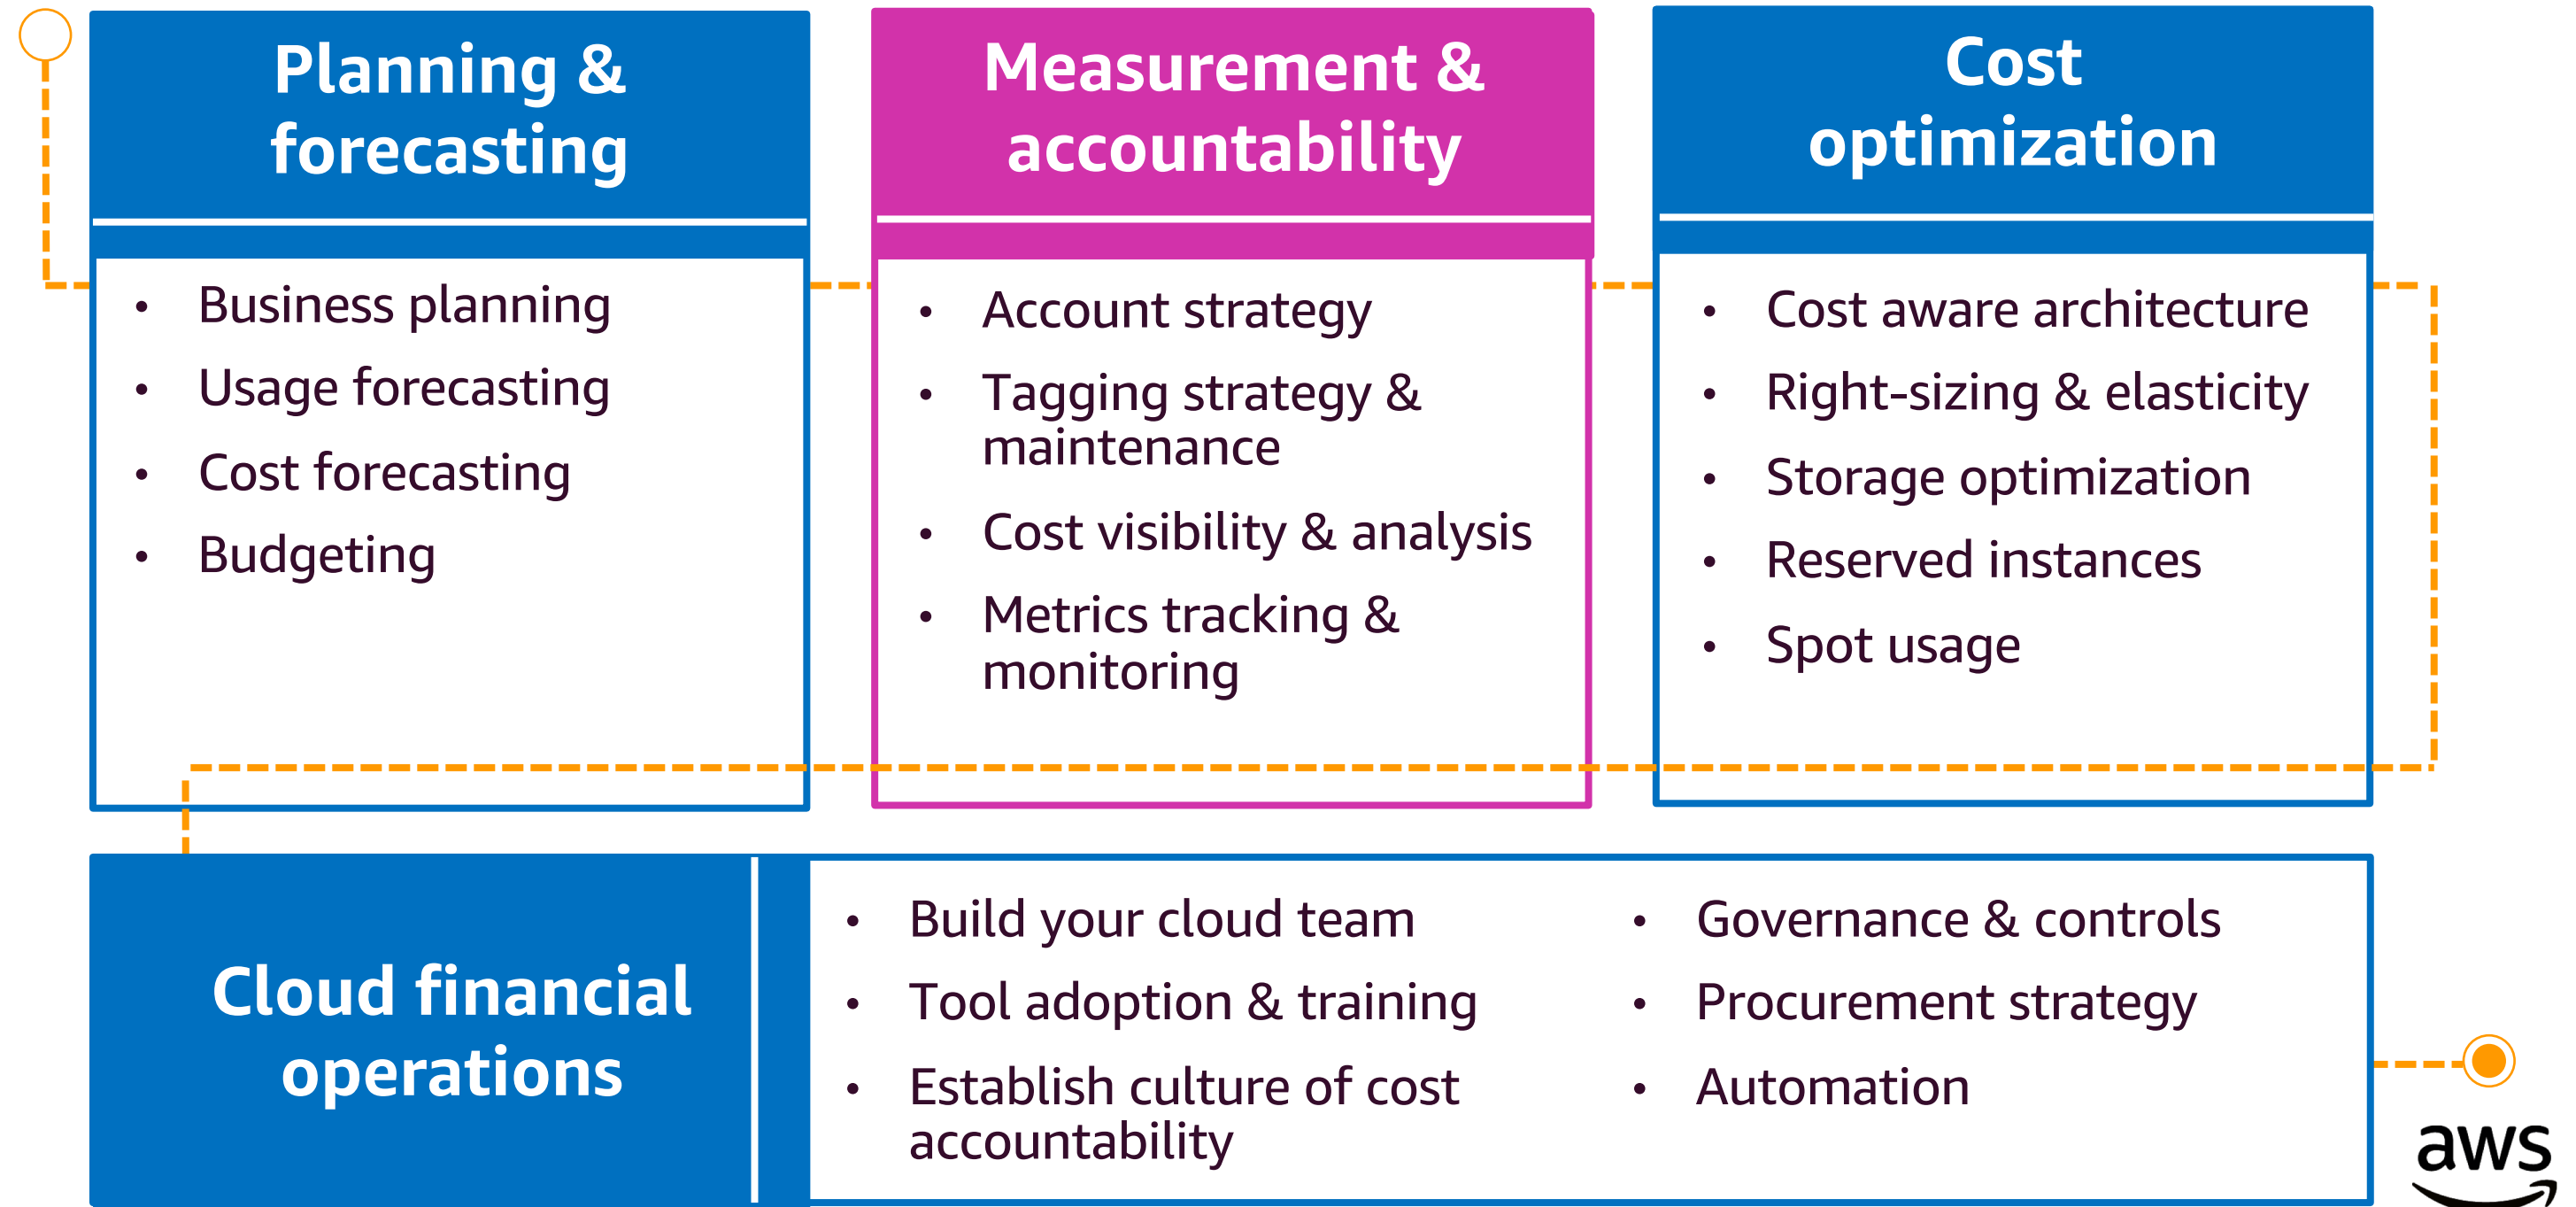 Planning &
forecasting
• Business planning
• Usage forecasting
• Cost forecasting
• Budgeting
Measurement &
accountability
• Account strategy
• Tagging strategy &
maintenance
• Cost visibility & analysis
• Metrics tracking &
monitoring
Cost
optimization
• Cost aware architecture
• Right-sizing & elasticity
• Storage optimization
• Reserved instances
• Spot usage
Cloud financial
operations
• Build your cloud team
• Tool adoption & training
• Establish culture of cost
accountability
• Governance & controls
• Procurement strategy
• Automation
aws